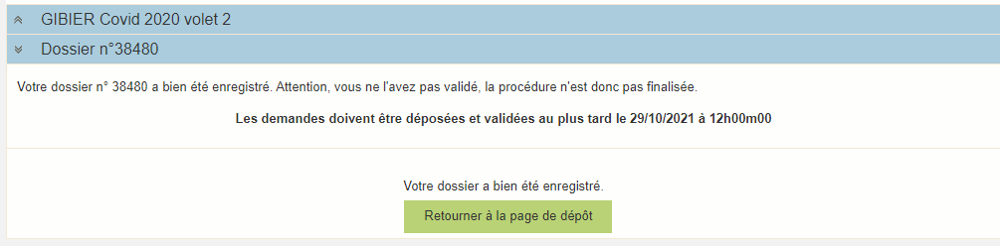 GIBIER Covid 2020 volet 2
Dossier n°38480
Votre dossier n° 38480 a bien été enregistré. Attention, vous ne l'avez pas validé, la procédure n'est donc pas finalisée.
Les demandes doivent être déposées et validées au plus tard le 29/10/2021 à 12h00m00
Votre dossier a bien été enregistré.
Retourner à la page de dépôt